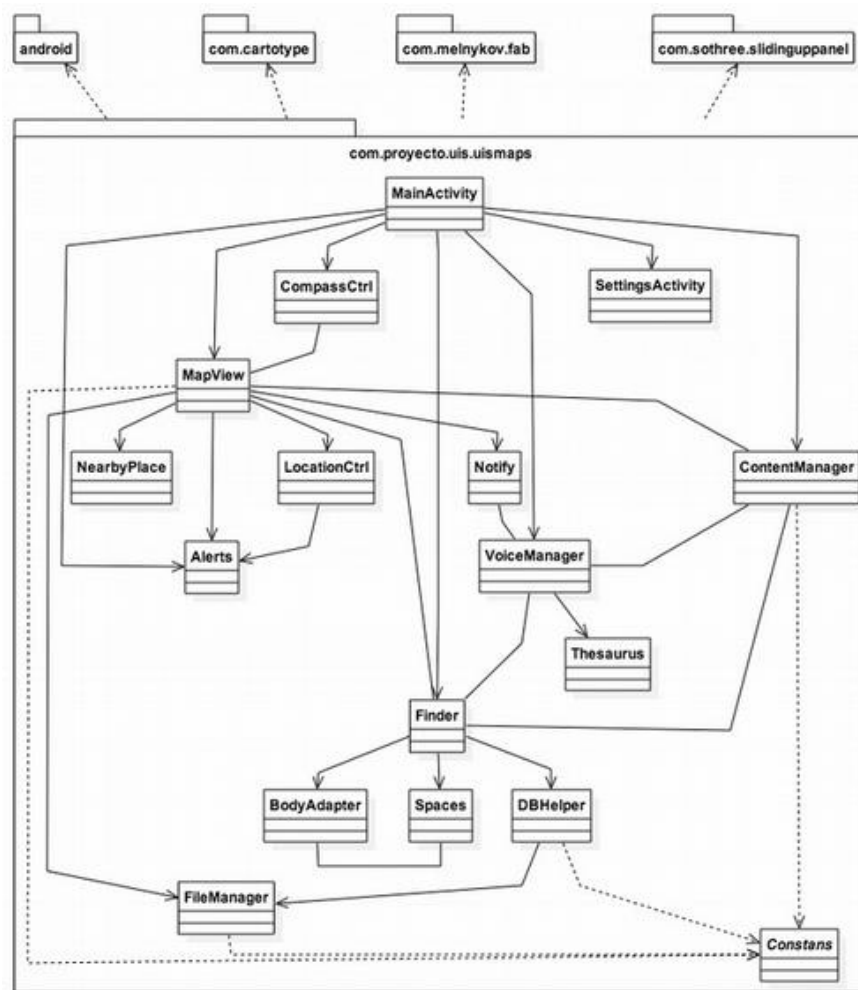 android
com.cartotype
com.melnykov.fab
com.sothree.slidinguppanel
com.proyecto.uis.uismaps
MainActivity
CompassCtrl
SettingsActivity
MapView
NearbyPlace
LocationCtrl
Notify
ContentManager
Alerts
VoiceManager
Thesaurus
Finder
BodyAdapter
Spaces
DBHelper
FileManager
Constans